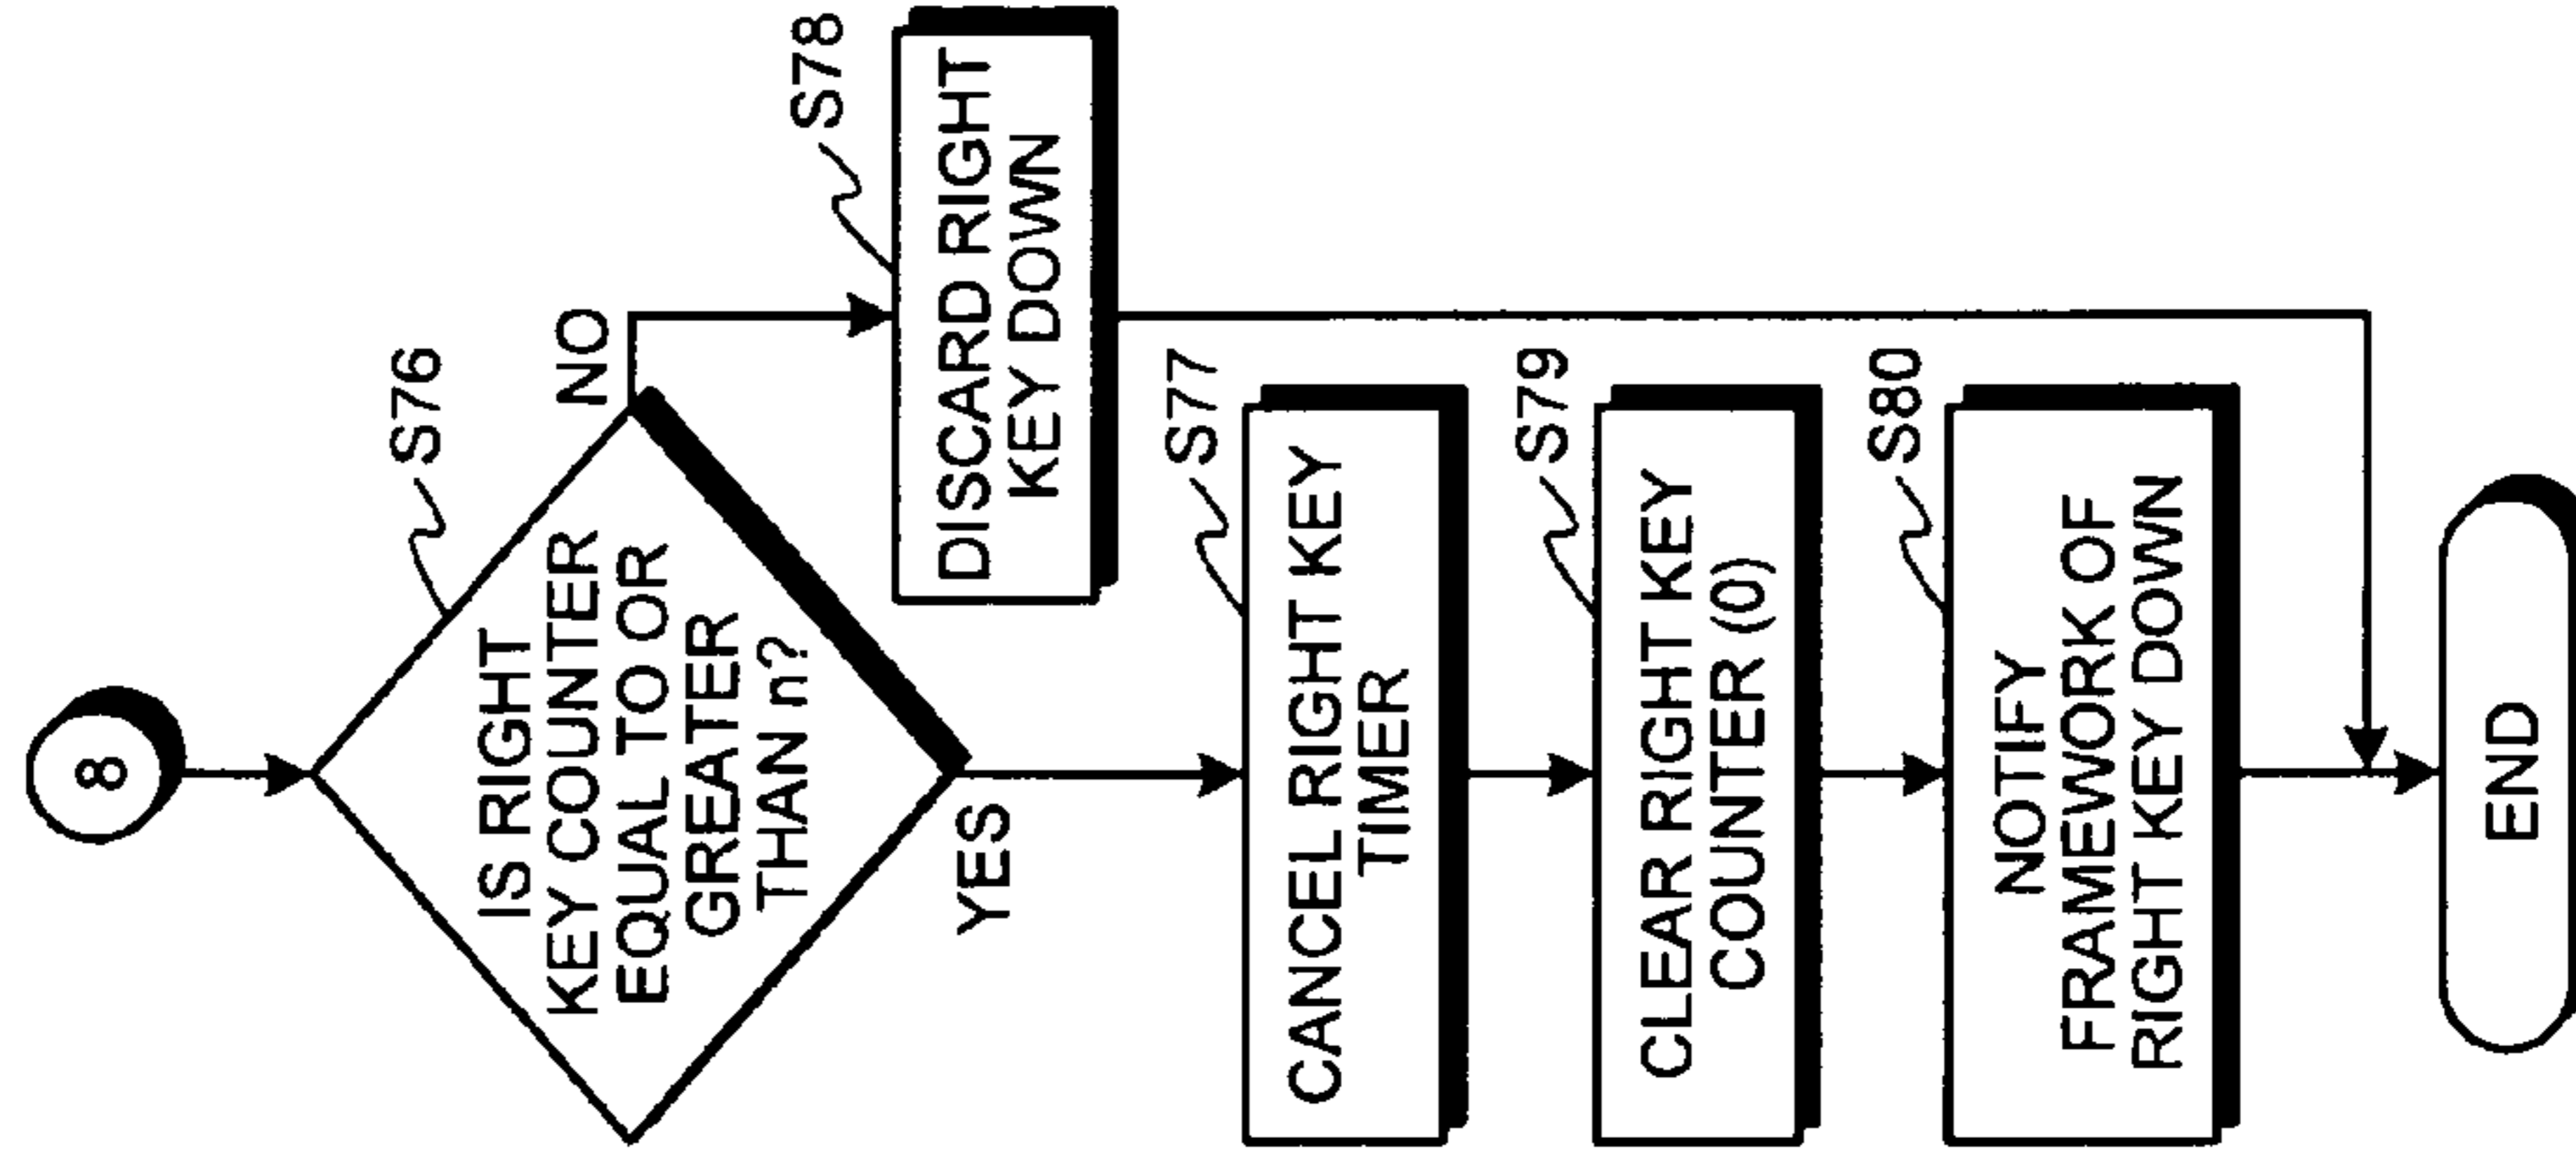 8
S76
IS RIGHT
KEY COUNTER
EQUAL TO OR
GREATER
THAN n?
NO
YES
S78
DISCARD RIGHT
KEY DOWN
S77
CANCEL RIGHT KEY
TIMER
S79
CLEAR RIGHT KEY
COUNTER (0)
S80
NOTIFY
FRAMEWORK OF
RIGHT KEY DOWN
END